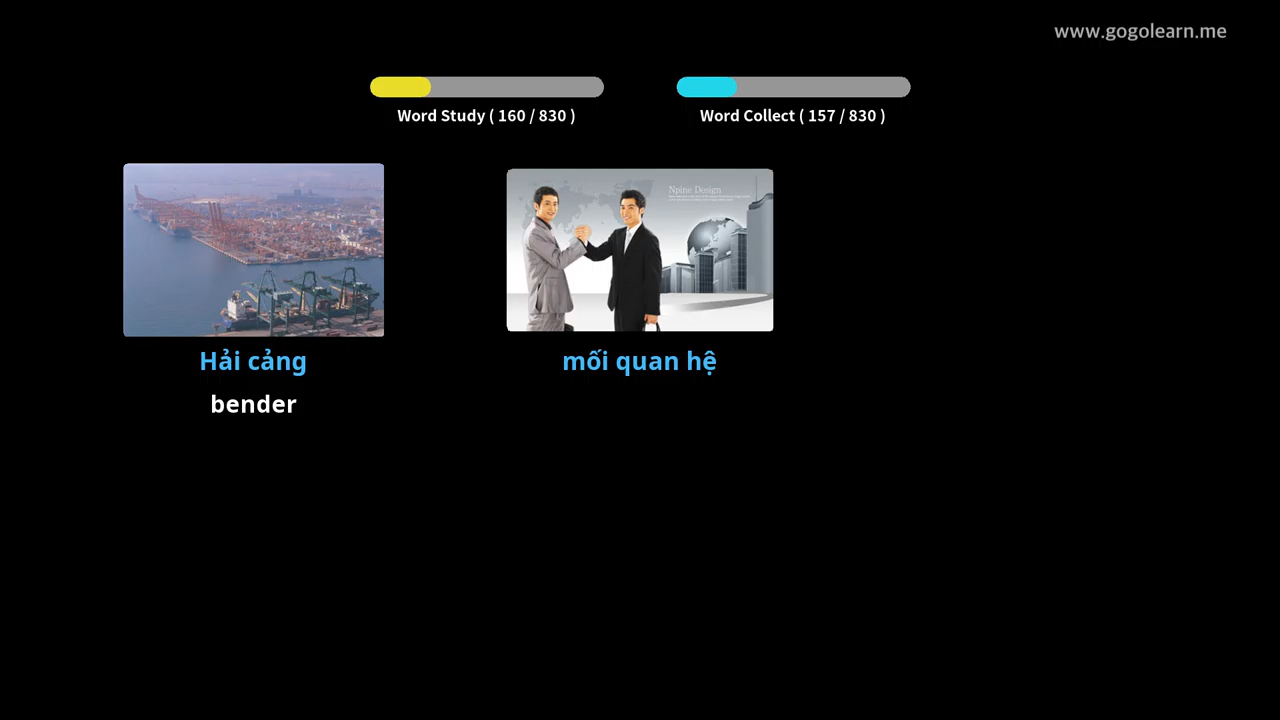 www.gogolearn.me
Word Study ( 160 / 830 )
Word Collect ( 157 / 830 )
Npine Design
Hải cảng
mối quan hệ
bender